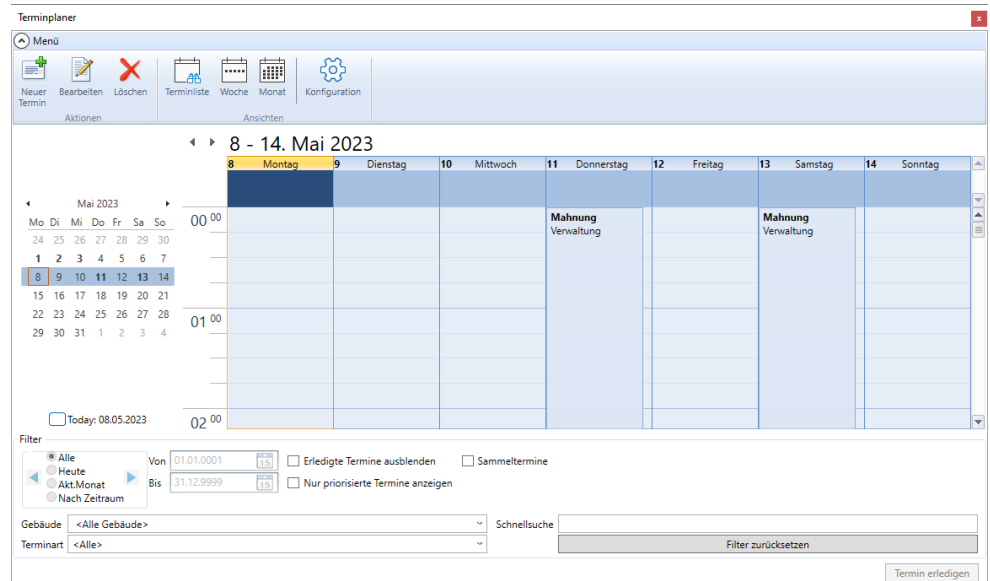 Terminplaner
x
Menü
Neuer Termin
Bearbeiten
Löschen
Terminliste
Woche
Monat
Konfiguration
Aktionen
Ansichten
8 - 14. Mai 2023
8 Montag
9 Dienstag
10 Mittwoch
11 Donnerstag
12 Freitag
13 Samstag
14 Sonntag
Mai 2023
Mo Di Mi Do Fr Sa So
24 25 26 27 28 29 30
1 2 3 4 5 6 7
8 9 10 11 12 13 14
15 16 17 18 19 20 21
22 23 24 25 26 27 28
29 30 31 1 2 3 4
Today: 08.05.2023
00 00
01 00
02 00
Mahnung
Verwaltung
Mahnung
Verwaltung
Filter
Alle
Heute
Akt.Monat
Nach Zeitraum
Von 01.01.0001 15
Bis 31.12.9999 15
Erledigte Termine ausblenden
Sammeltermine
Nur priorisierte Termine anzeigen
Gebäude <Alle Gebäude>
Schnellsuche
Terminart <Alle>
Filter zurücksetzen
Termin erledigen